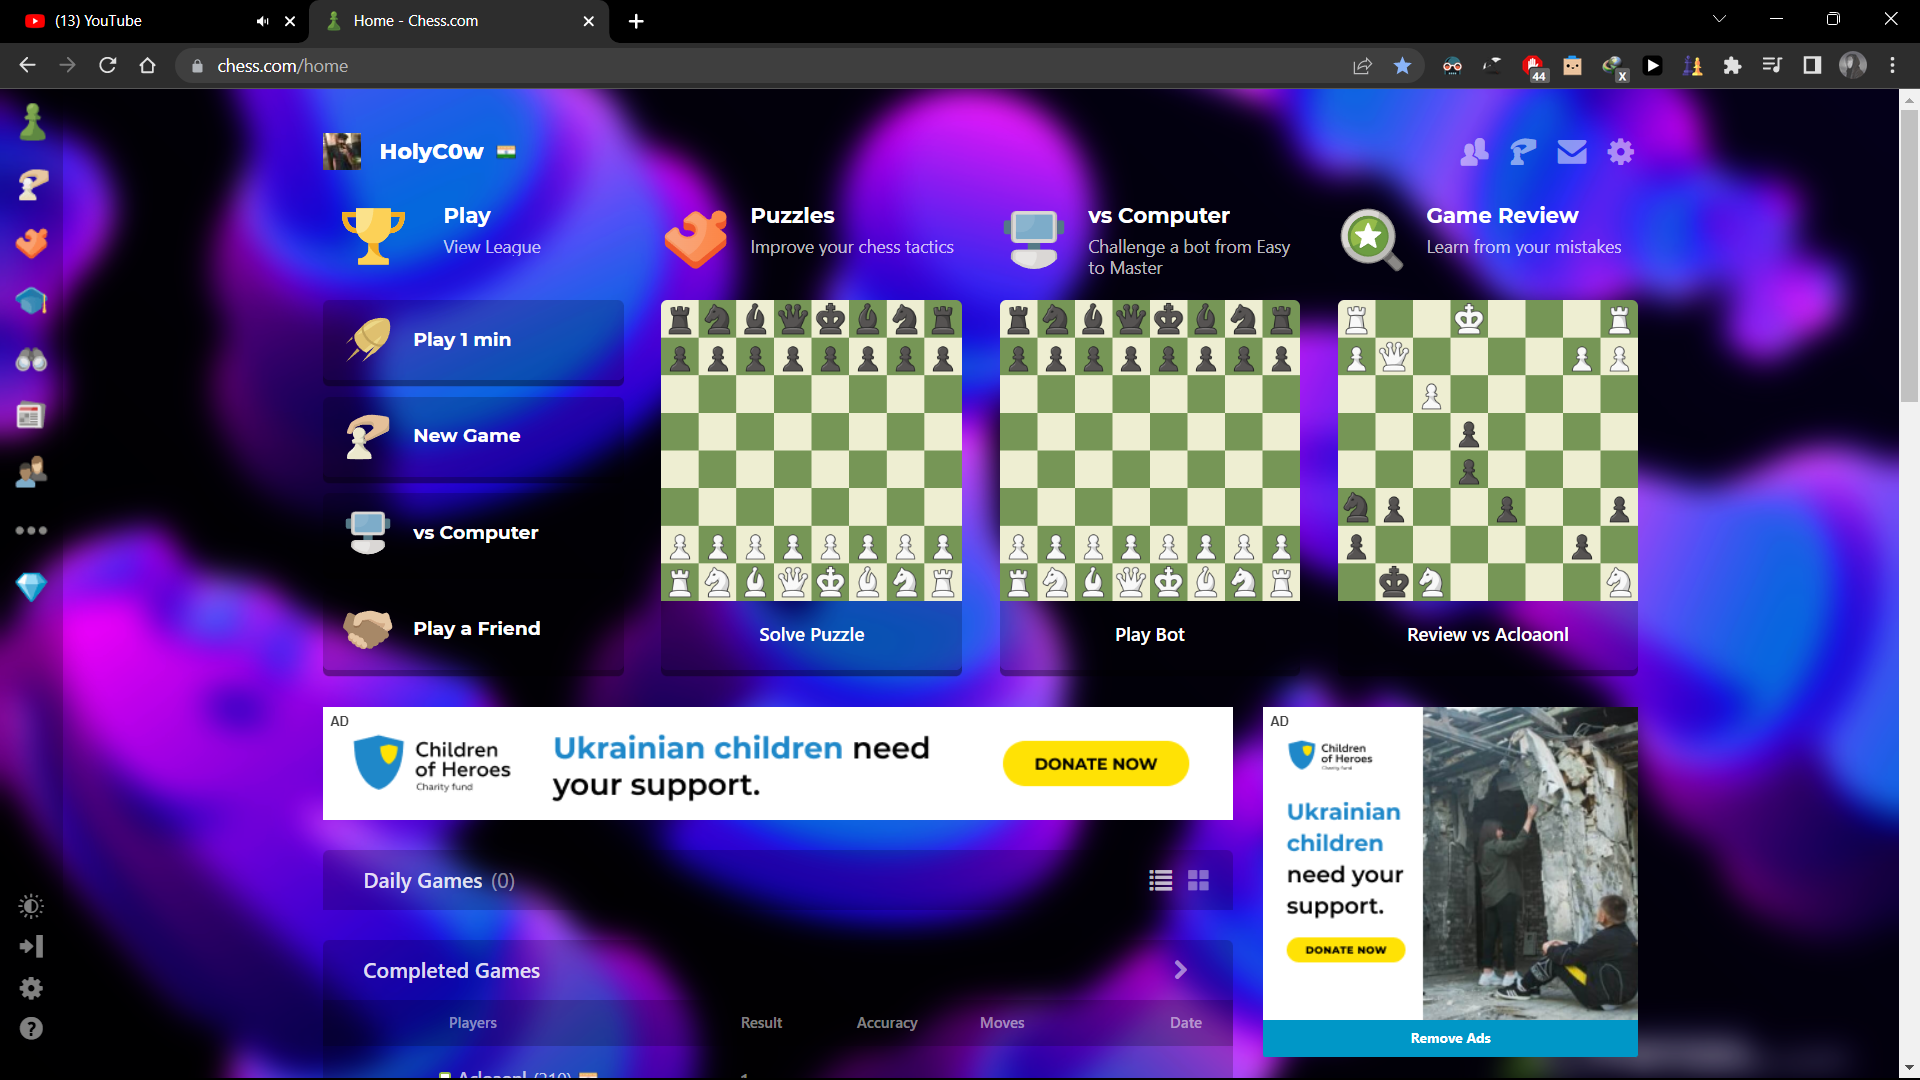 (13) YouTube
Home - Chess.com
chess.com/home
44
X
HolyC0w
Play
View League
Puzzles
Improve your chess tactics
vs Computer
Challenge a bot from Easy
to Master
Game Review
Learn from your mistakes
Play 1 min
New Game
vs Computer
Play a Friend
Solve Puzzle
Play Bot
Review vs Acloaonl
AD
Children
of Heroes
Charity fund
Ukrainian children need
your support.
DONATE NOW
AD
Children
of Heroes
Charity fund
Ukrainian
children
need your
support.
DONATE NOW
Remove Ads
Daily Games (0)
Completed Games
Players
Result
Accuracy
Moves
Date